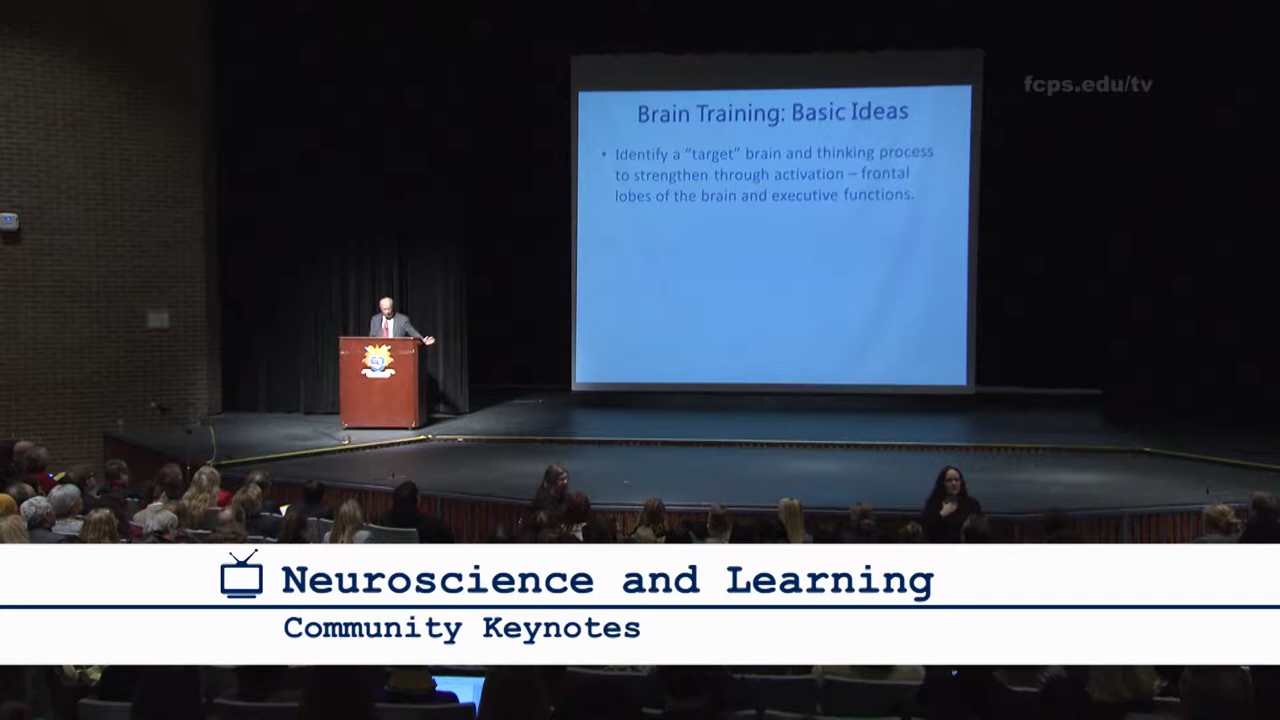 fcps.edu/tv
Brain Training: Basic Ideas
• Identify a “target” brain and thinking process
to strengthen through activation – frontal
lobes of the brain and executive functions.
Neuroscience and Learning
Community Keynotes